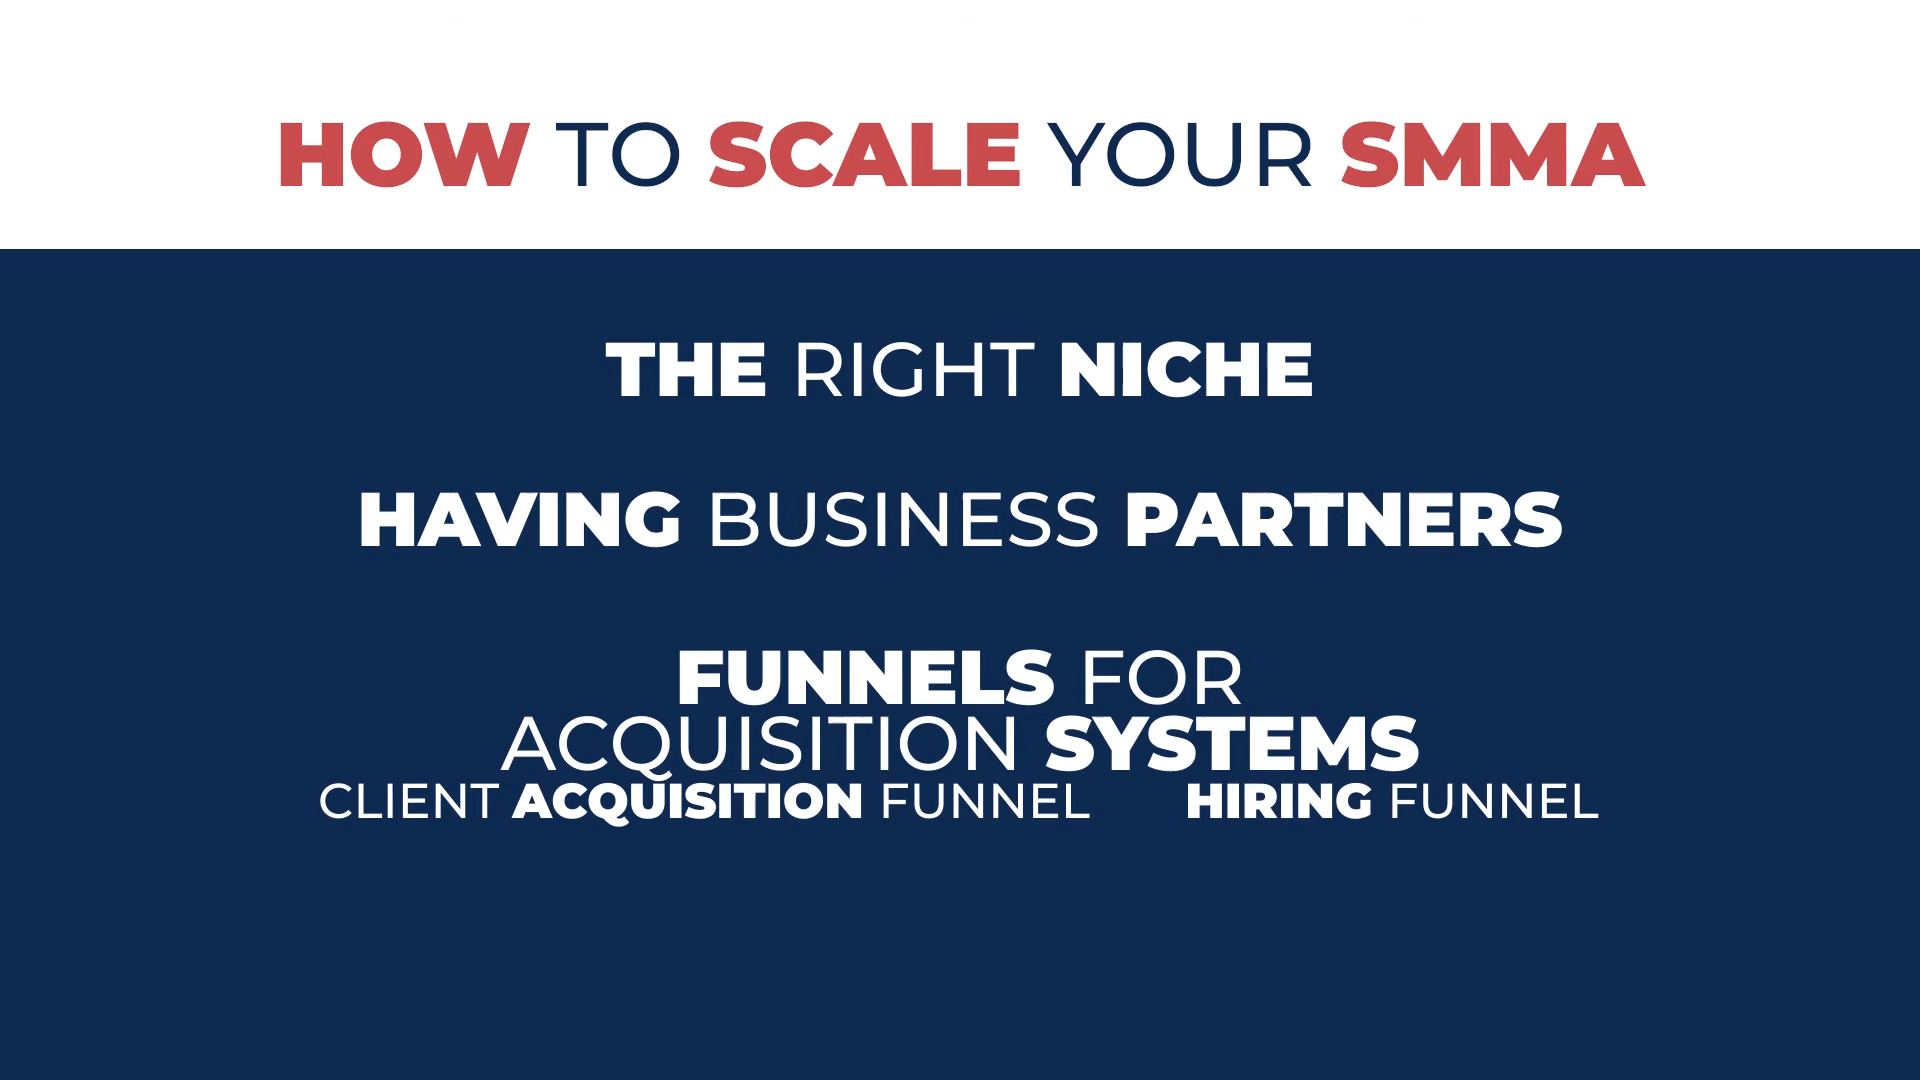 HOW TO SCALE YOUR SMMA
THE RIGHT NICHE
HAVING BUSINESS PARTNERS
FUNNELS FOR
ACQUISITION SYSTEMS
CLIENT ACQUISITION FUNNEL HIRING FUNNEL